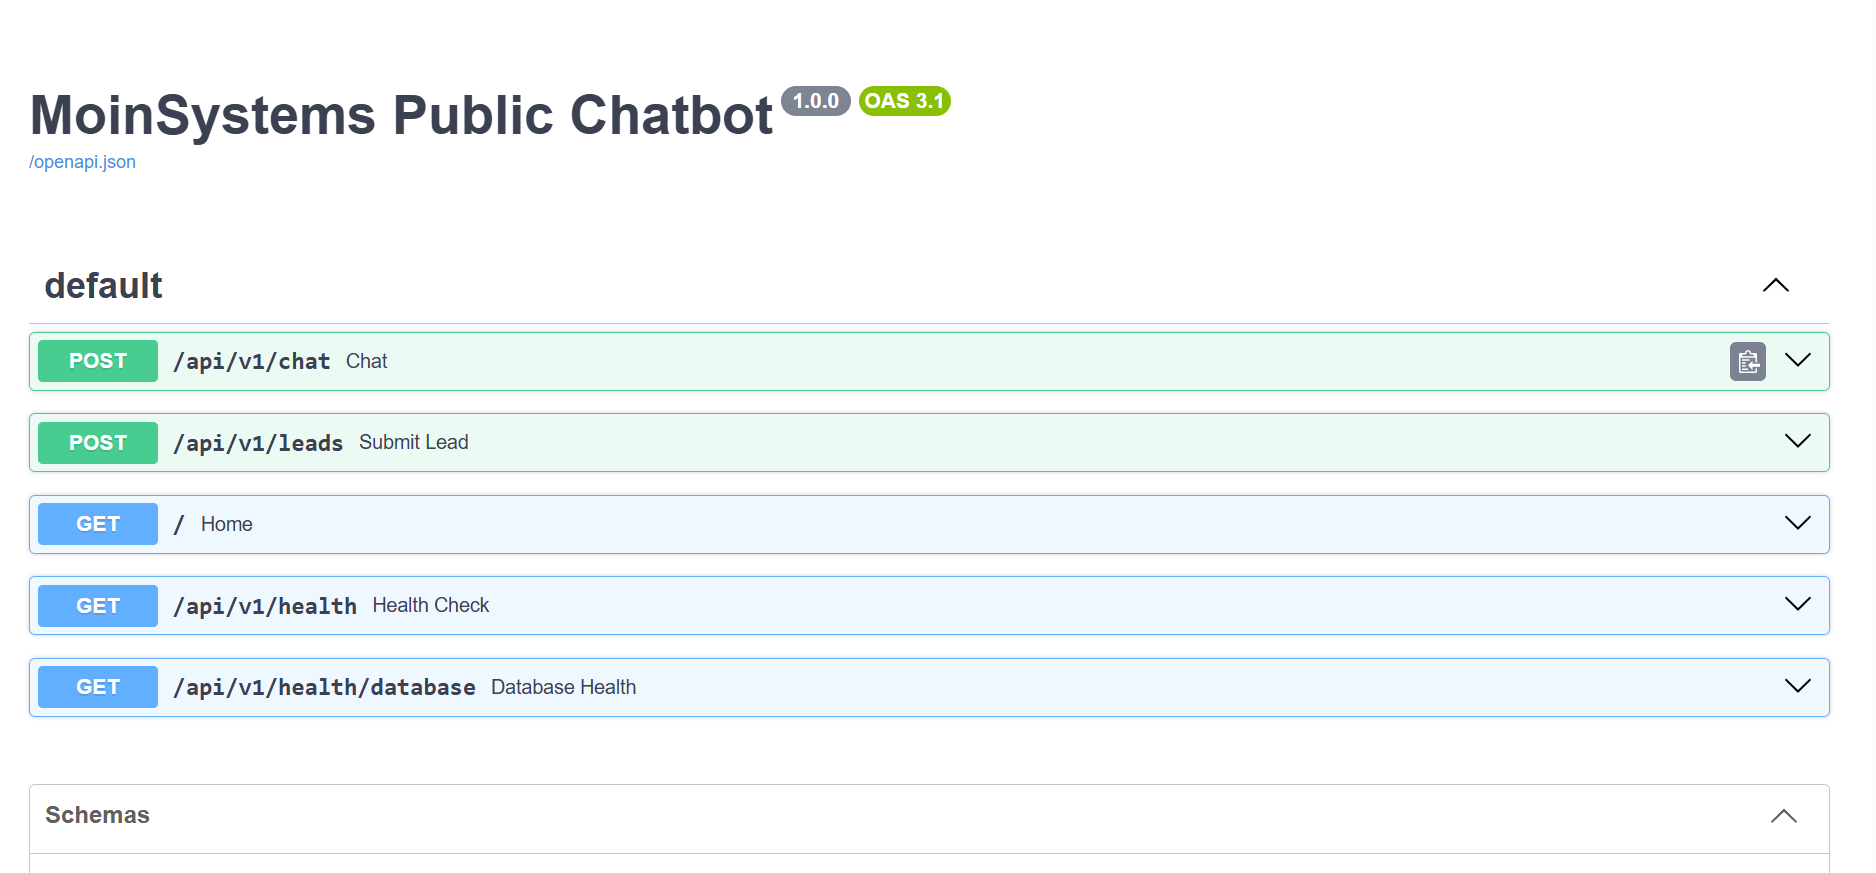 MoinSystems Public Chatbot 1.0.0 OAS 3.1
/openapi.json
default
POST /api/v1/chat Chat
POST /api/v1/leads Submit Lead
GET / Home
GET /api/v1/health Health Check
GET /api/v1/health/database Database Health
Schemas